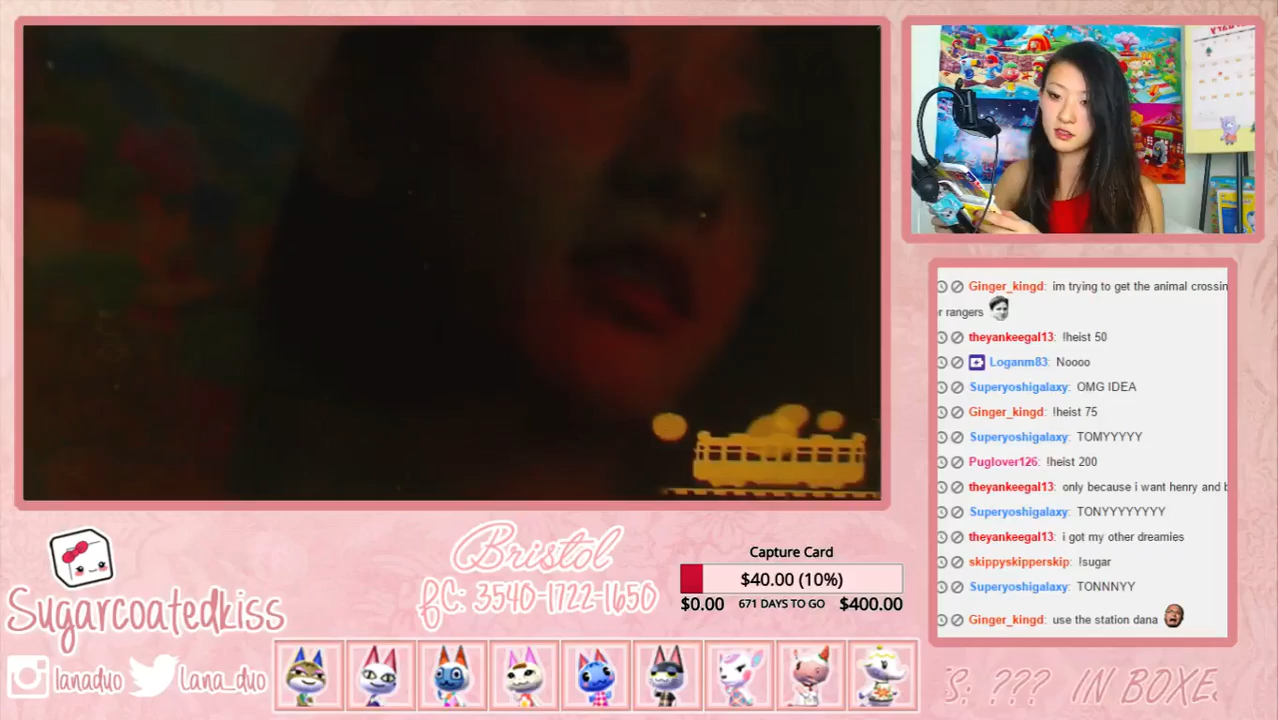 Ginger_kingd: im trying to get the animal crossin
r rangers
theyankeegal13: !heist 50
Loganm83: Noooo
Superyoshigalaxy: OMG IDEA
Ginger_kingd: !heist 75
Superyoshigalaxy: TOMYYYYY
Puglover126: !heist 200
theyankeegal13: only because i want henry and b
Superyoshigalaxy: TONYYYYYYYY
theyankeegal13: i got my other dreamies
skippyskipperskip: !sugar
Superyoshigalaxy: TONNNYY
Ginger_kingd: use the station dana
Bristol
fC: 3540-1722-1650
Capture Card
$40.00 (10%)
$0.00 671 DAYS TO GO $400.00
Sugarcoatedkiss
lanaduo Lana_duo
S: ??? IN BOXES